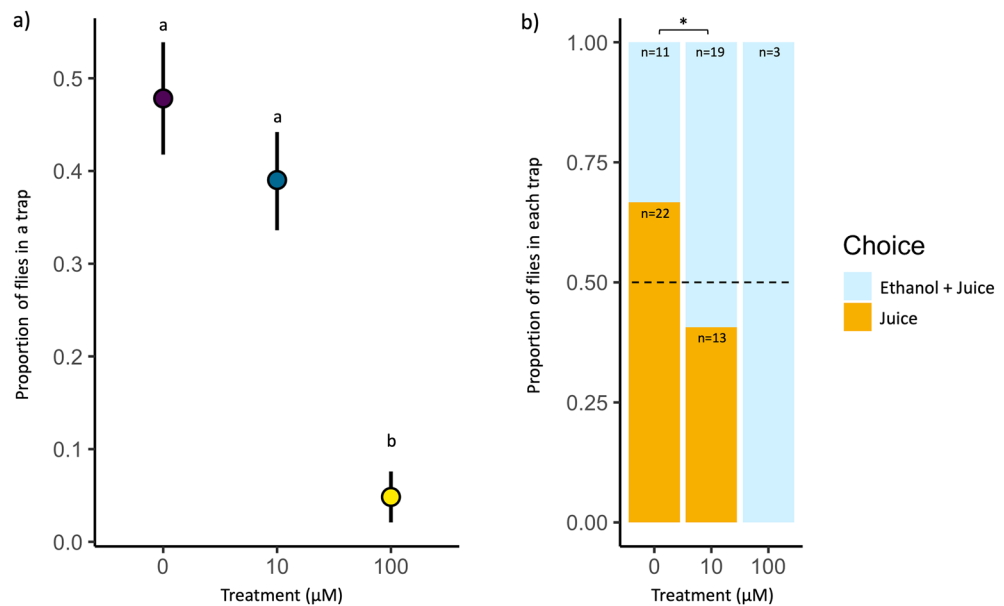 a)
Proportion of flies in a trap
0.5
0.4
0.3
0.2
0.1
0.0
a
a
b
0 10 100
Treatment (µM)
b)
Proportion of flies in each trap
1.00
0.75
0.50
0.25
0.00
*
n=11 n=19 n=3
n=22
n=13
0 10 100
Treatment (µM)
Choice
Ethanol + Juice
Juice